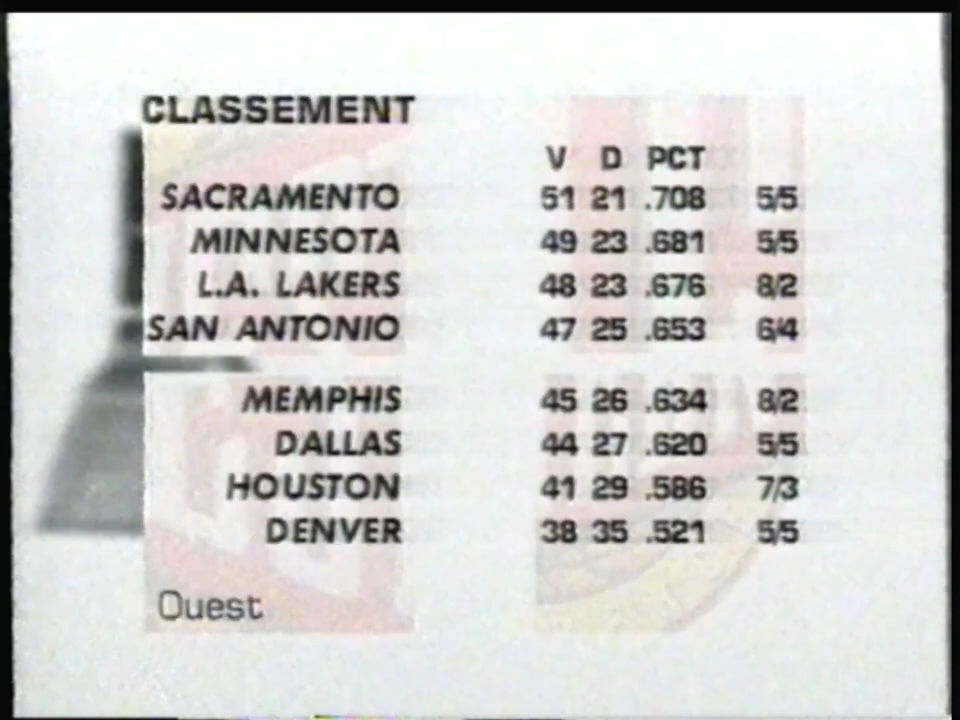 CLASSEMENT
V D PCT
SACRAMENTO 51 21 .708 5/5
MINNESOTA 49 23 .681 5/5
L.A. LAKERS 48 23 .676 8/2
SAN ANTONIO 47 25 .653 6/4
MEMPHIS 45 26 .634 8/2
DALLAS 44 27 .620 5/5
HOUSTON 41 29 .586 7/3
DENVER 38 35 .521 5/5
Ouest